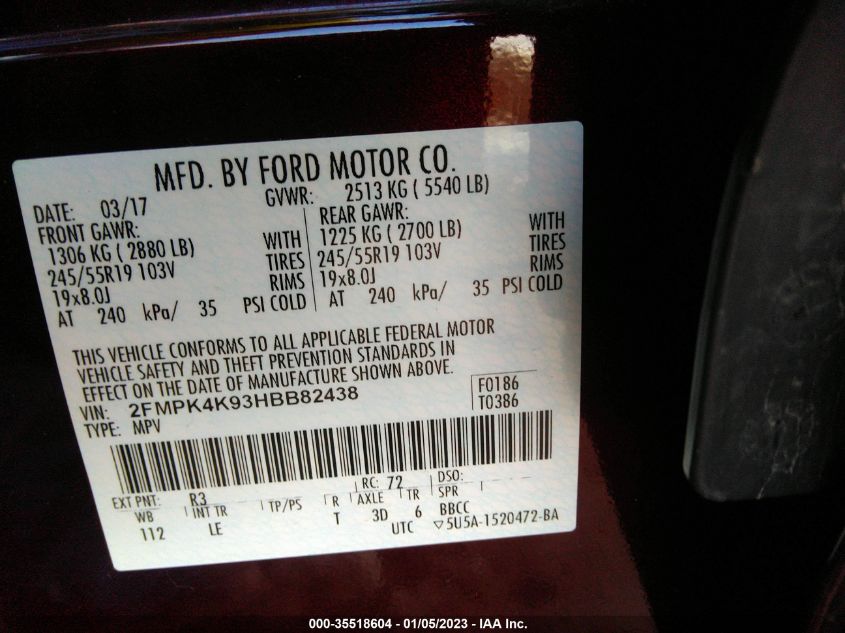 MFD. BY FORD MOTOR CO.
DATE: 03/17 GVWR: 2513 KG ( 5540 LB)
FRONT GAWR: REAR GAWR:
1306 KG ( 2880 LB) WITH 1225 KG ( 2700 LB) WITH
245/55R19 103V TIRES 245/55R19 103V TIRES
19x8.0J RIMS 19x8.0J RIMS
AT 240 kPa/ 35 PSI COLD AT 240 kPa/ 35 PSI COLD
THIS VEHICLE CONFORMS TO ALL APPLICABLE FEDERAL MOTOR
VEHICLE SAFETY AND THEFT PREVENTION STANDARDS IN
EFFECT ON THE DATE OF MANUFACTURE SHOWN ABOVE.
VIN: 2FMPK4K93HBB82438 F0186
TYPE: MPV T0386
EXT PNT: R3 RC: 72 DSO:
WB INT TR TP/PS R AXLE TR SPR
112 LE T 3D 6 BBCC
UTC ▽5U5A-1520472-BA
000-35518604 - 01/05/2023 - IAA Inc.